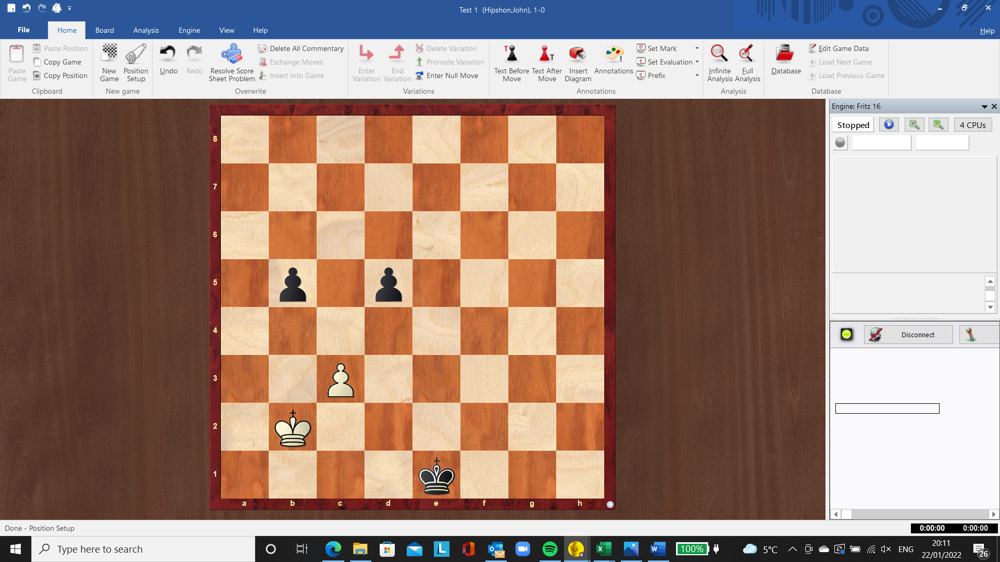 Test 1 (Hipshon,John), 1-0
File Home Board Analysis Engine View Help
Help
Paste Game
Paste Position
Copy Game
Copy Position
Clipboard
New Game
Position Setup
New game
Undo
Redo
Resolve Score Sheet Problem
Delete All Commentary
Exchange Moves
Insert Into Game
Overwrite
Enter Variation
End Variation
Delete Variation
Promote Variation
Enter Null Move
Variations
Text Before Move
Text After Move
Insert Diagram
Annotations
Set Mark
Set Evaluation
Prefix
Annotations
Infinite Analysis
Full Analysis
Analysis
Database
Edit Game Data
Load Next Game
Load Previous Game
Database
8
7
6
5
4
3
2
1
a b c d e f g h
Engine: Fritz 16
Stopped
4 CPUs
Disconnect
Done - Position Setup
0:00:00 0:00:00
Type here to search
100%
5°C
ENG
20:11
22/01/2022
26